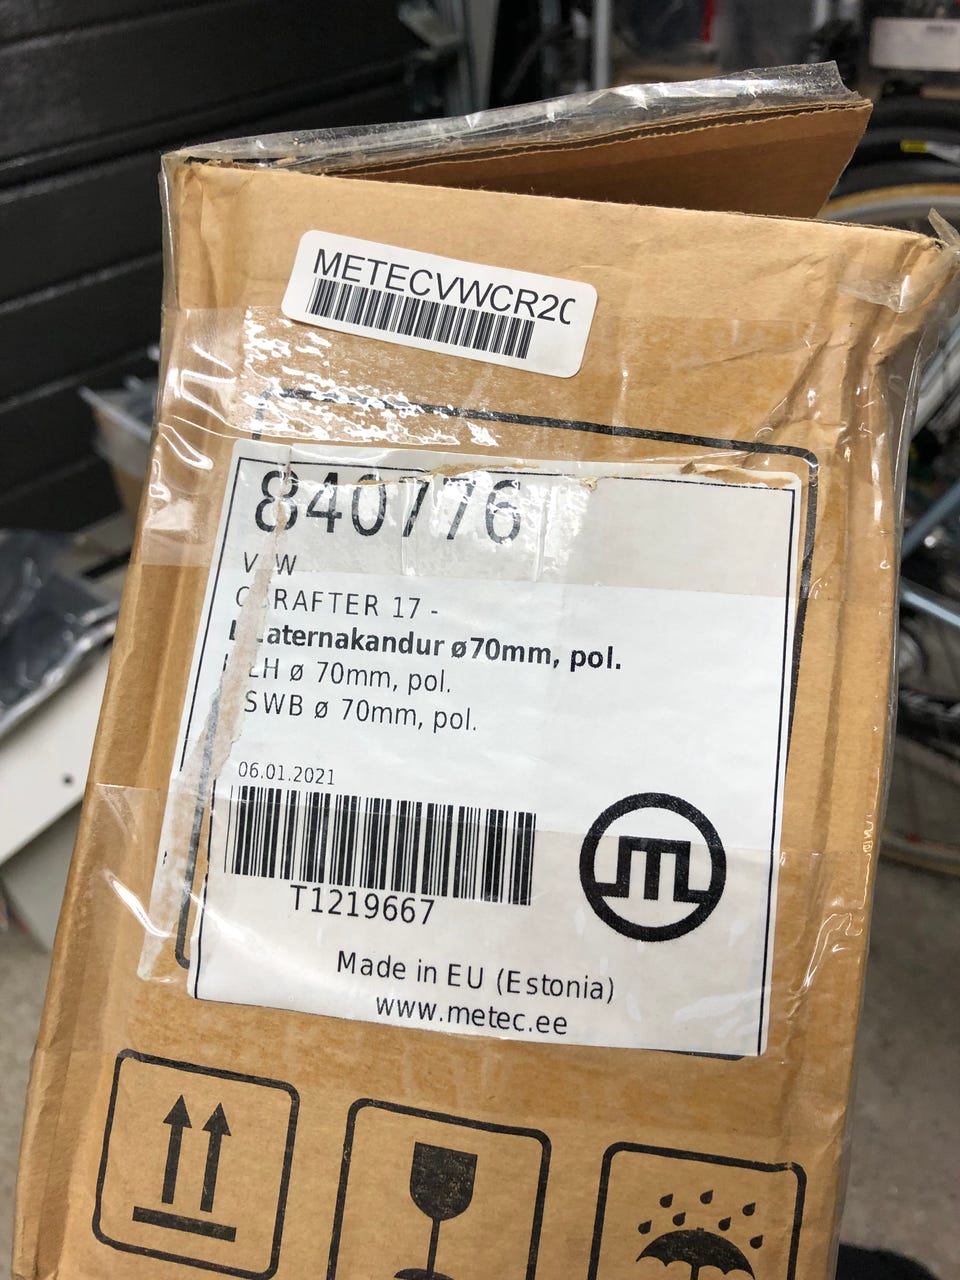 METECVWCR20
840776
VW
CRAFTER 17 -
Laternakandur ø70mm, pol.
LH ø 70mm, pol.
SWB ø 70mm, pol.
06.01.2021
T1219667
Made in EU (Estonia)
www.metec.ee